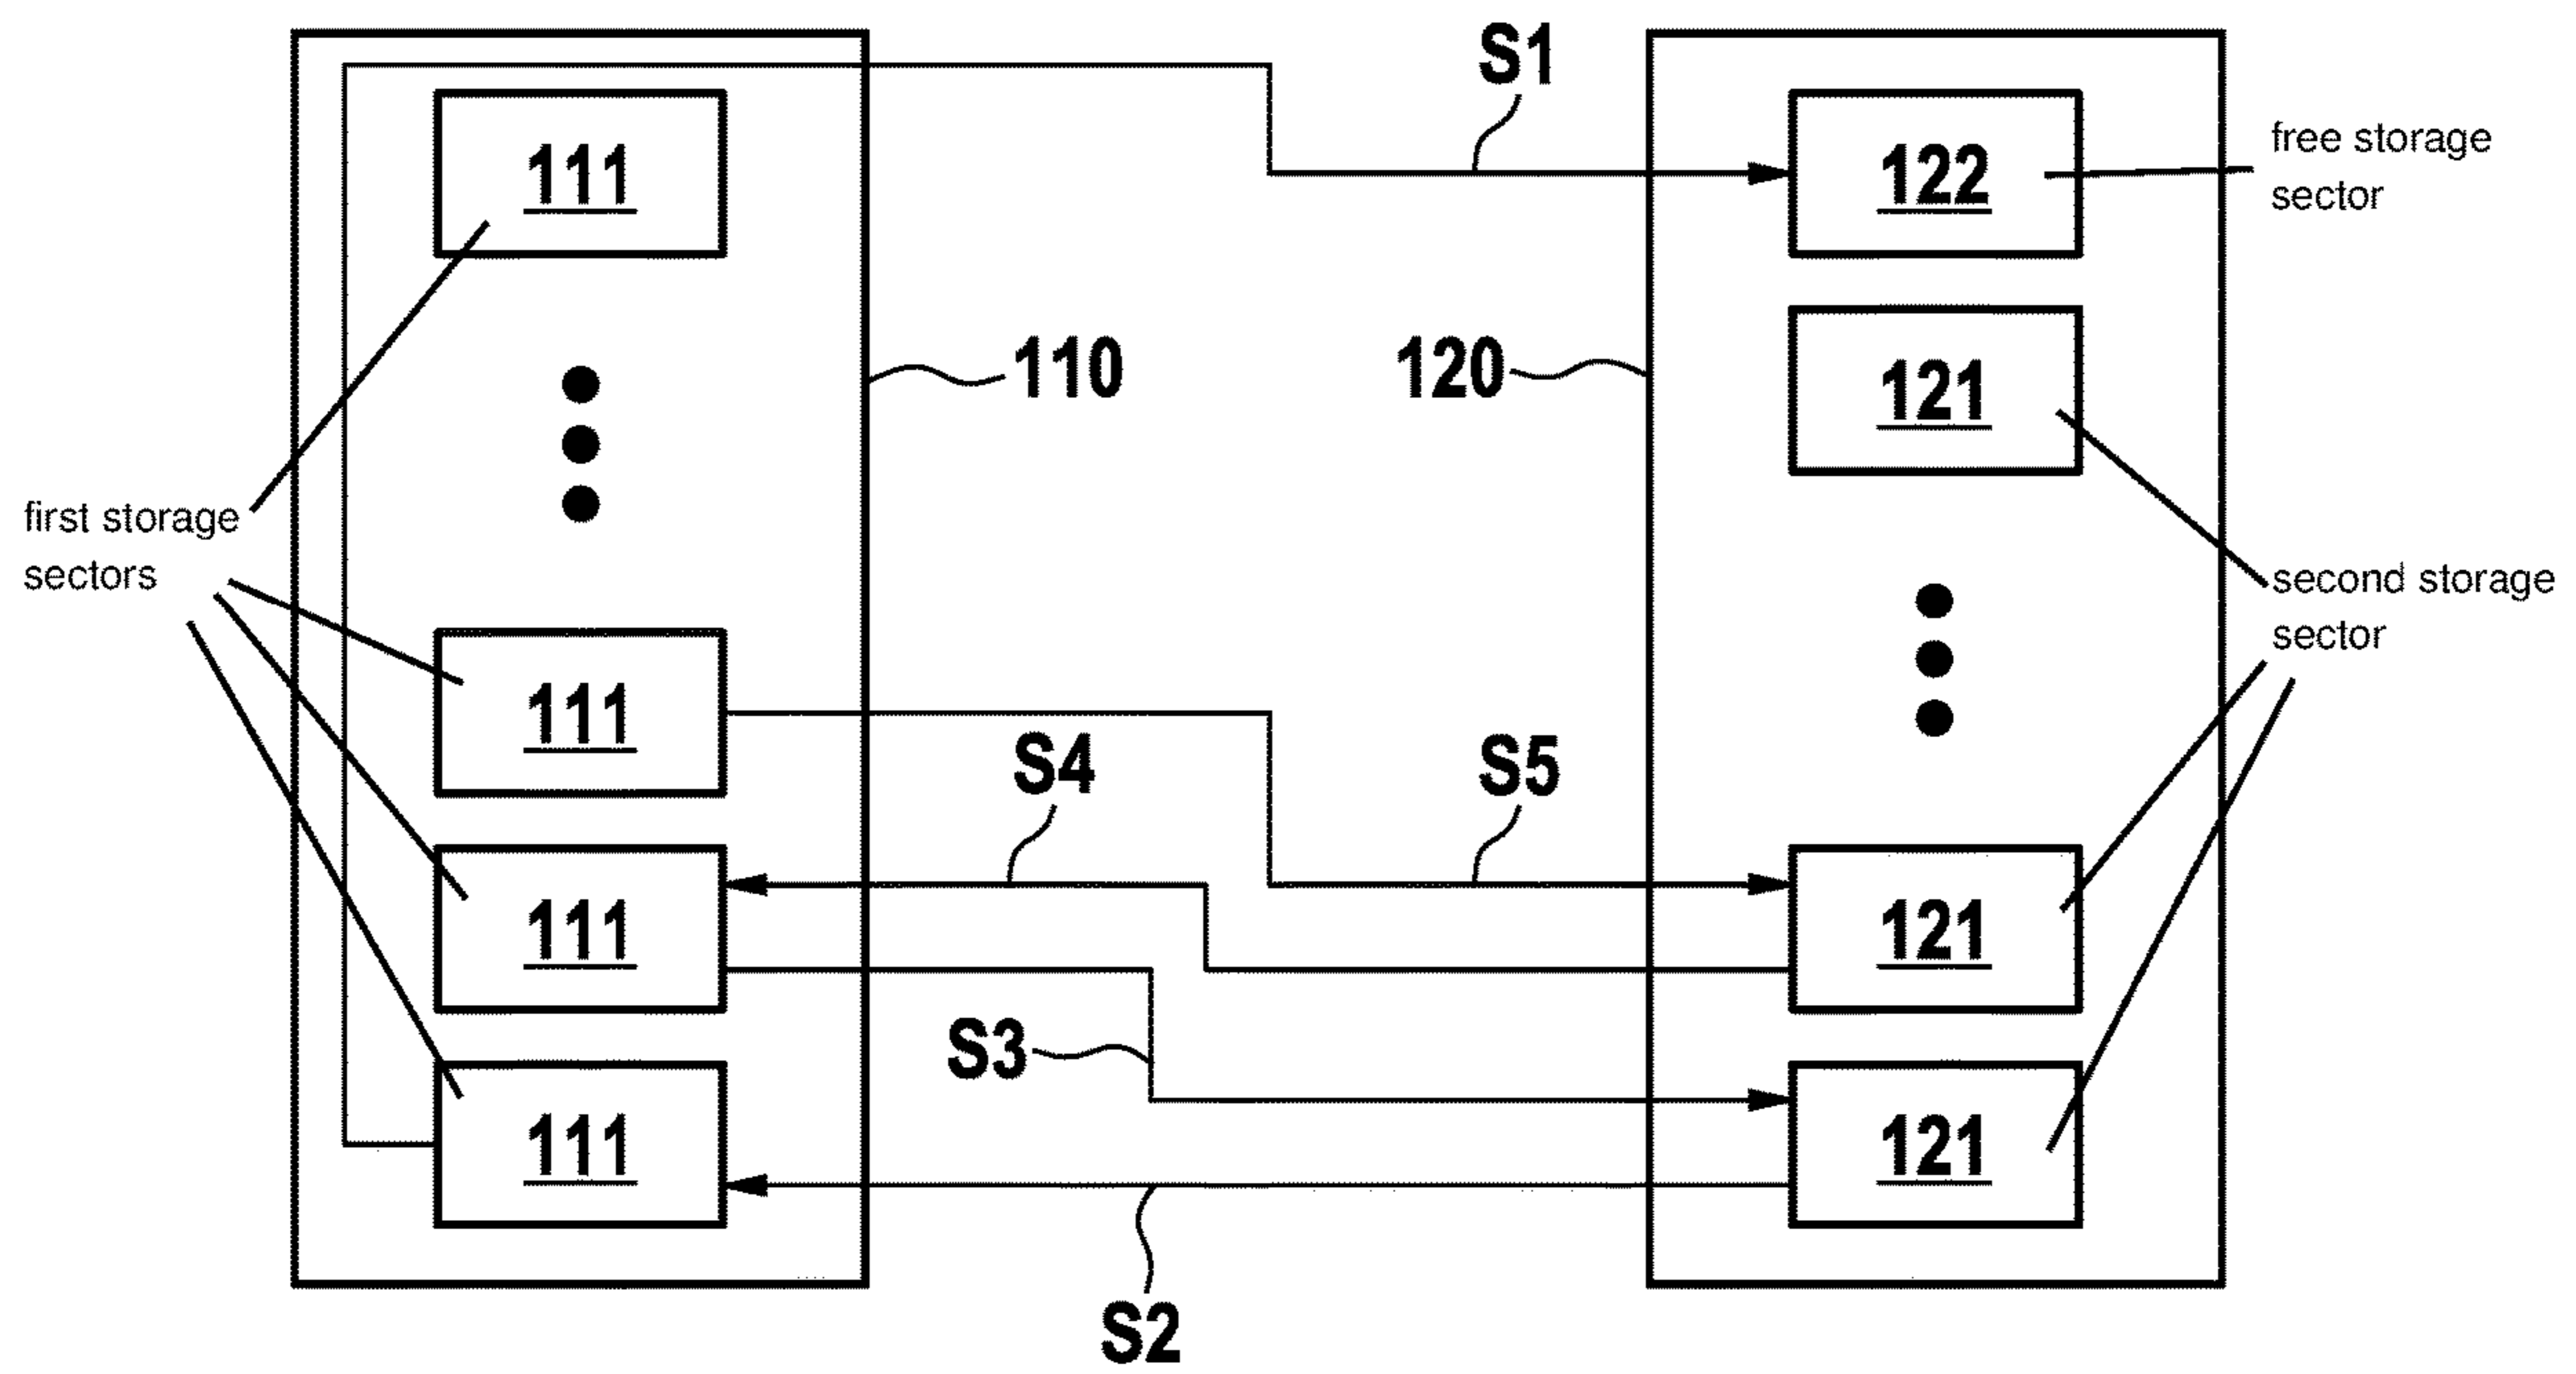 S1
111
122
free storage
sector
110
120
121
first storage
sectors
second storage
sector
111
S4
S5
111
121
S3
111
121
S2